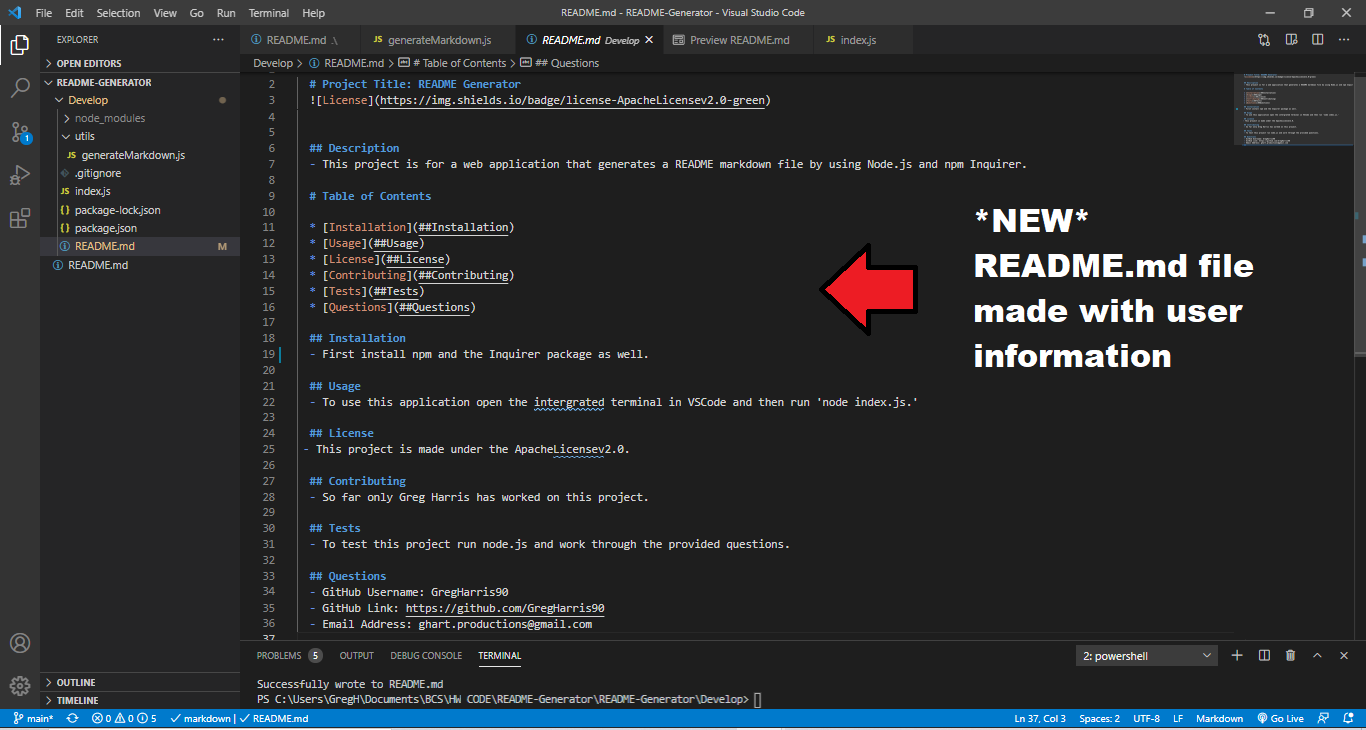 File Edit Selection View Go Run Terminal Help README.md - README-Generator - Visual Studio Code
EXPLORER ···
README.md .\ JS generateMarkdown.js README.md Develop Preview README.md JS index.js
OPEN EDITORS
Develop > README.md > # Table of Contents > ## Questions
README-GENERATOR
Develop
node_modules
utils
JS generateMarkdown.js
.gitignore
JS index.js
{} package-lock.json
{} package.json
README.md M
README.md
OUTLINE
TIMELINE
1
2 # Project Title: README Generator
3 ![License](https://img.shields.io/badge/license-ApacheLicensev2.0-green)
4
5
6 ## Description
7 - This project is for a web application that generates a README markdown file by using Node.js and npm Inquirer.
8
9 # Table of Contents
10
11 * [Installation](##Installation)
12 * [Usage](##Usage)
13 * [License](##License)
14 * [Contributing](##Contributing)
15 * [Tests](##Tests)
16 * [Questions](##Questions)
17
18 ## Installation
19 - First install npm and the Inquirer package as well.
20
21 ## Usage
22 - To use this application open the intergrated terminal in VSCode and then run 'node index.js.'
23
24 ## License
25 - This project is made under the ApacheLicensev2.0.
26
27 ## Contributing
28 - So far only Greg Harris has worked on this project.
29
30 ## Tests
31 - To test this project run node.js and work through the provided questions.
32
33 ## Questions
34 - GitHub Username: GregHarris90
35 - GitHub Link: https://github.com/GregHarris90
36 - Email Address: ghart.productions@gmail.com
37
*NEW*
README.md file
made with user
information
PROBLEMS 5 OUTPUT DEBUG CONSOLE TERMINAL 2: powershell
Successfully wrote to README.md
PS C:\Users\GregH\Documents\BCS\HW CODE\README-Generator\README-Generator\Develop>
main* 0 0 5 markdown | README.md Ln 37, Col 3 Spaces: 2 UTF-8 LF Markdown Go Live